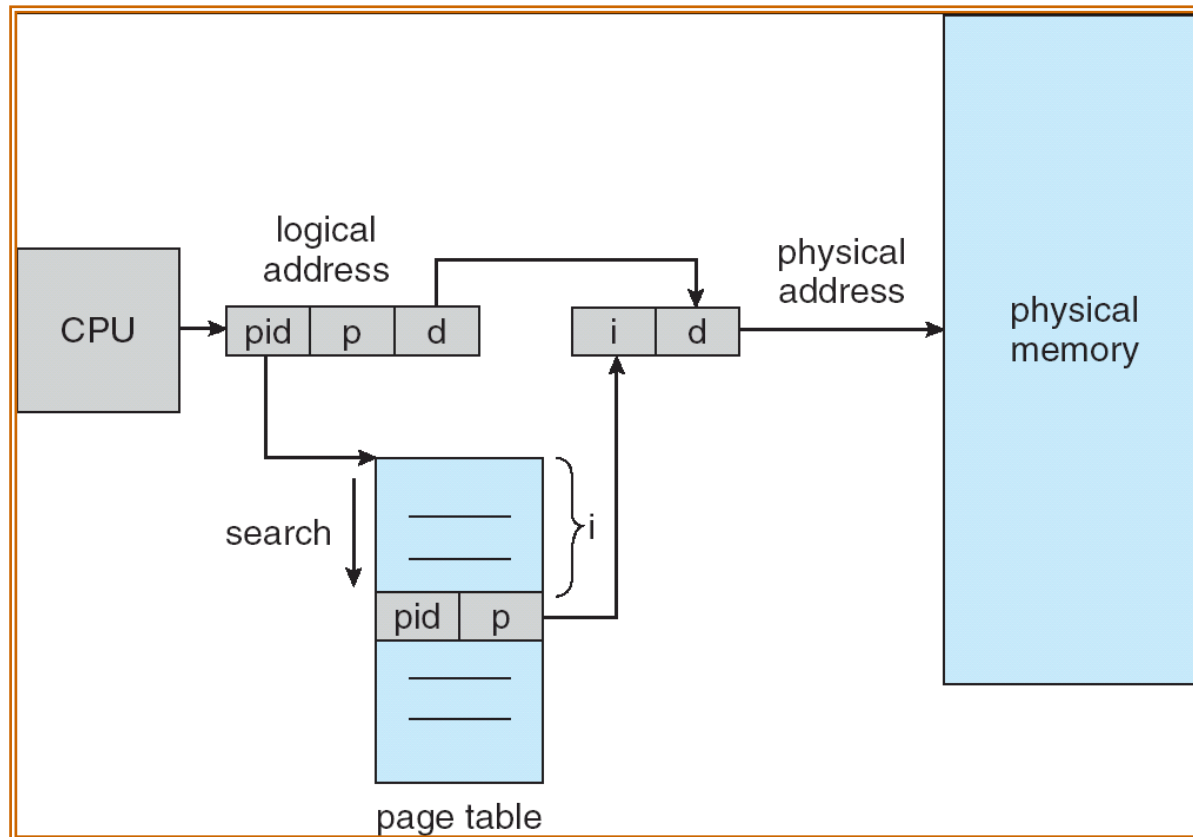 logical
address
physical
address
CPU
pid p d
i d
physical
memory
search
i
pid p
page table